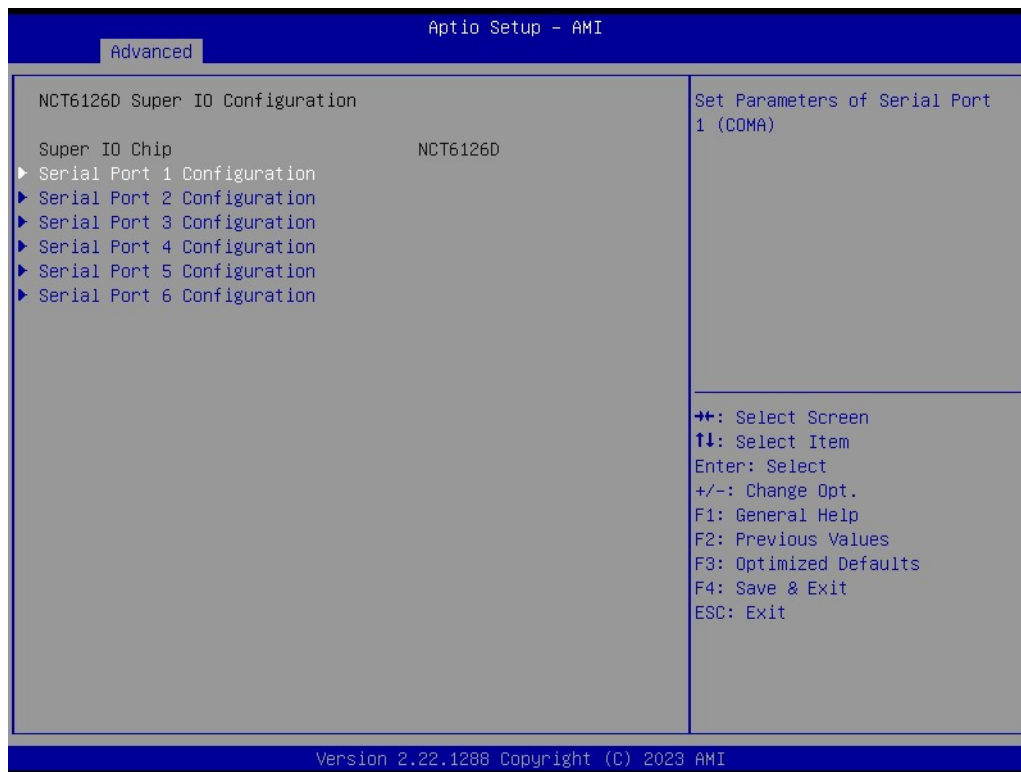 Aptio Setup – AMI
Advanced
NCT6126D Super IO Configuration
Super IO Chip NCT6126D
▶ Serial Port 1 Configuration
▶ Serial Port 2 Configuration
▶ Serial Port 3 Configuration
▶ Serial Port 4 Configuration
▶ Serial Port 5 Configuration
▶ Serial Port 6 Configuration
Set Parameters of Serial Port
1 (COMA)
→←: Select Screen
↑↓: Select Item
Enter: Select
+/-: Change Opt.
F1: General Help
F2: Previous Values
F3: Optimized Defaults
F4: Save & Exit
ESC: Exit
Version 2.22.1288 Copyright (C) 2023 AMI